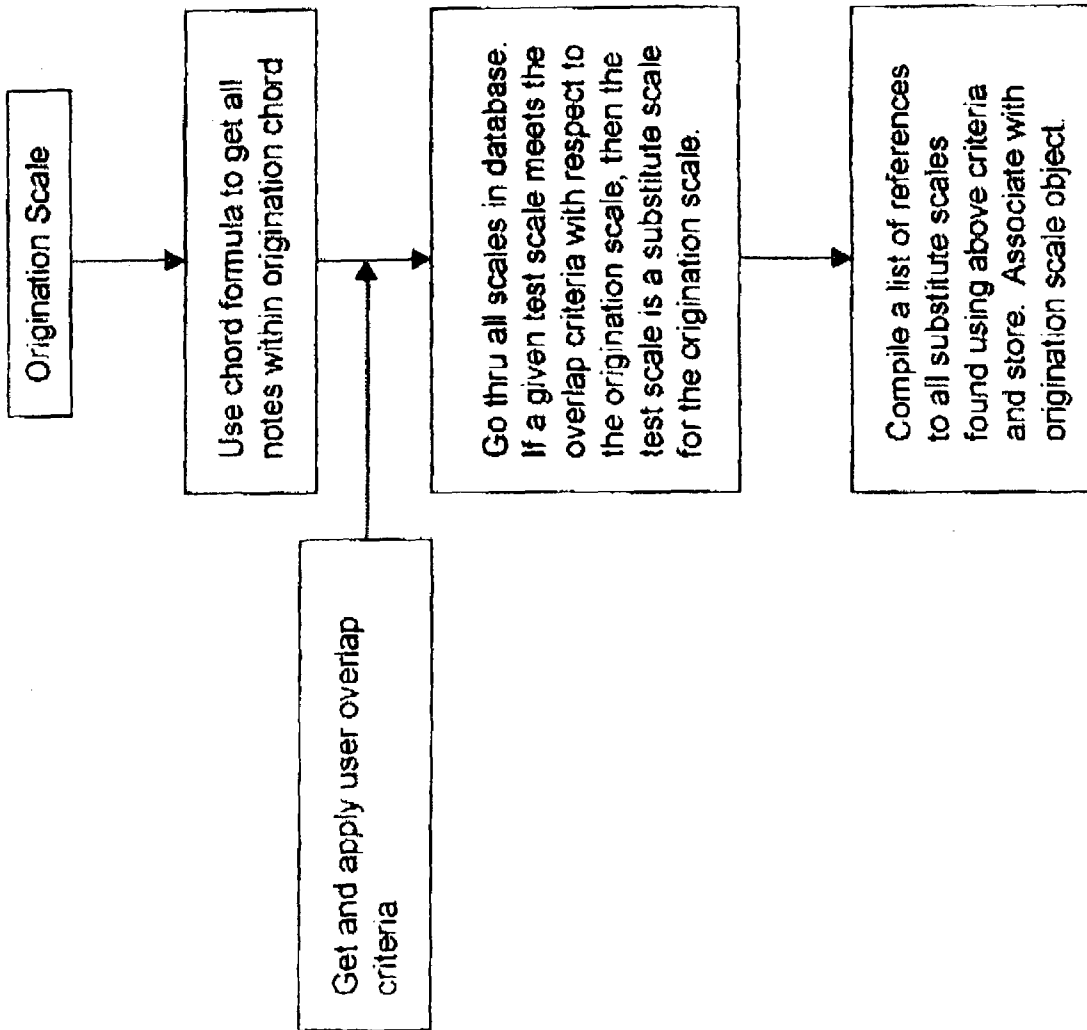 Origination Scale
Use chord formula to get all
notes within origination chord
Get and apply user overlap
criteria
Go thru all scales in database.
If a given test scale meets the
overlap criteria with respect to
the origination scale, then the
test scale is a substitute scale
for the origination scale.
Compile a list of references
to all substitute scales
found using above criteria
and store. Associate with
origination scale object.